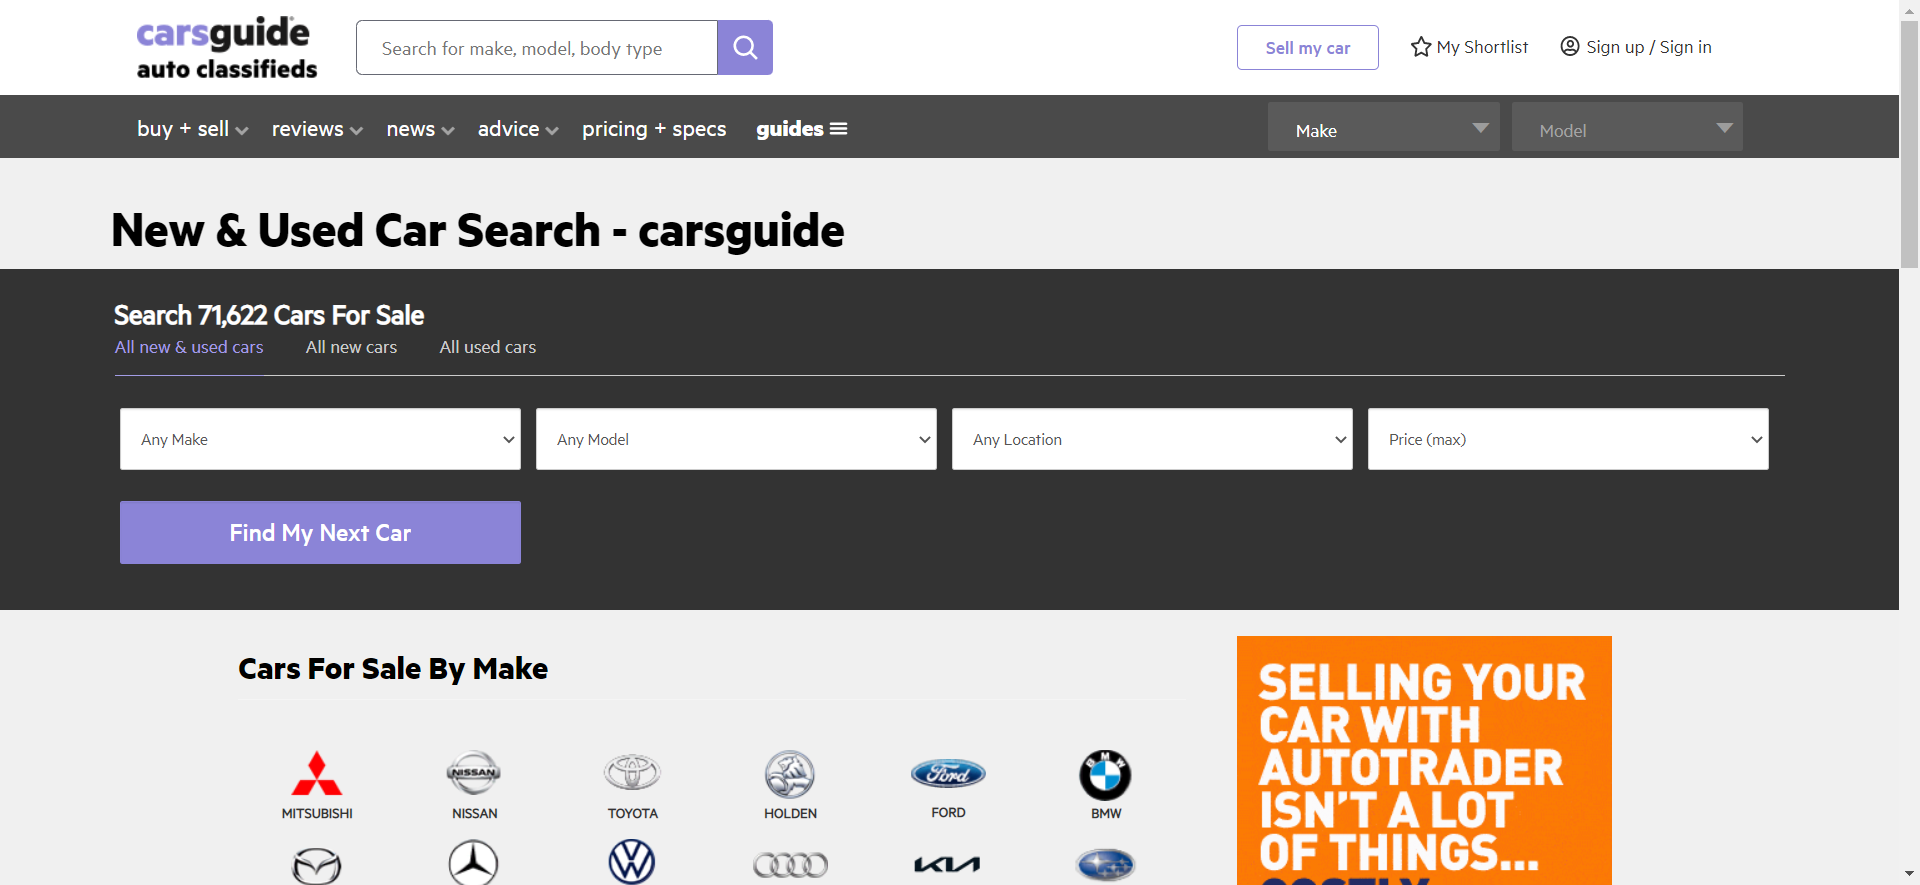 carsguide
auto classifieds
Search for make, model, body type
Sell my car
My Shortlist
Sign up / Sign in
buy + sell
reviews
news
advice
pricing + specs
guides
Make
Model
New & Used Car Search - carsguide
Search 71,622 Cars For Sale
All new & used cars
All new cars
All used cars
Any Make
Any Model
Any Location
Price (max)
Find My Next Car
Cars For Sale By Make
NISSAN
Ford
BMW
MITSUBISHI
NISSAN
TOYOTA
HOLDEN
FORD
BMW
KIA
SELLING YOUR
CAR WITH
AUTOTRADER
ISN'T A LOT
OF THINGS...
COSTLY